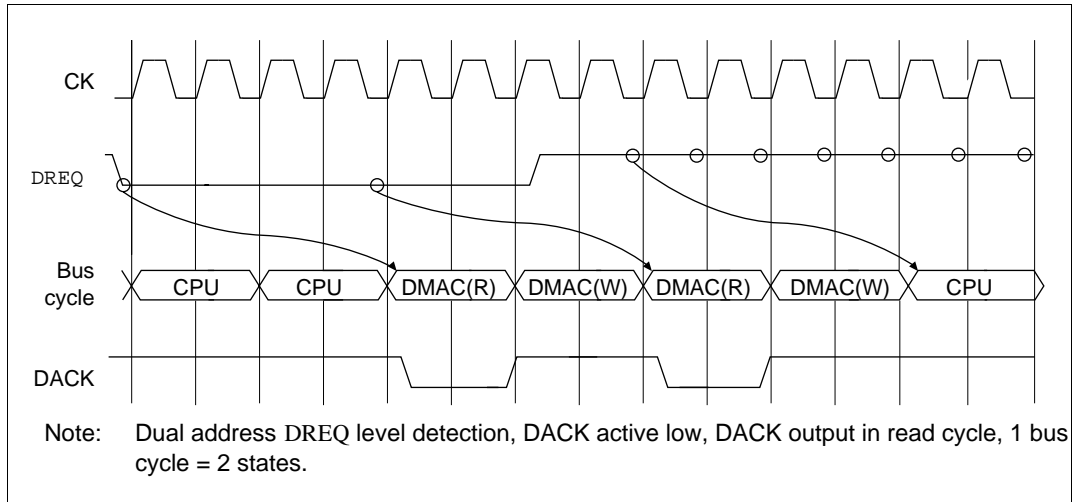 CK
DREQ
Bus
cycle
CPU CPU DMAC(R) DMAC(W) DMAC(R) DMAC(W) CPU
DACK
Note: Dual address DREQ level detection, DACK active low, DACK output in read cycle, 1 bus
cycle = 2 states.